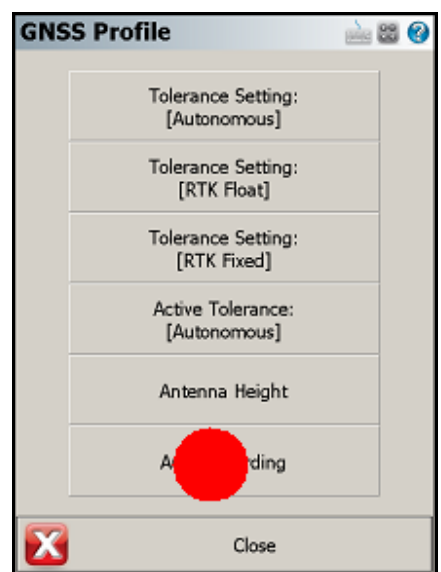 GNSS Profile
Tolerance Setting:
[Autonomous]
Tolerance Setting:
[RTK Float]
Tolerance Setting:
[RTK Fixed]
Active Tolerance:
[Autonomous]
Antenna Height
Close